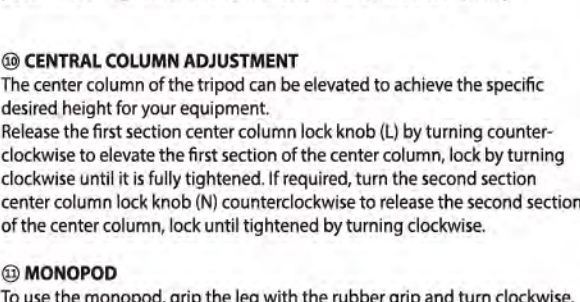 ⑩ CENTRAL COLUMN ADJUSTMENT
The center column of the tripod can be elevated to achieve the specific
desired height for your equipment.
Release the first section center column lock knob (L) by turning counter-
clockwise to elevate the first section of the center column, lock by turning
clockwise until it is fully tightened. If required, turn the second section
center column lock knob (N) counterclockwise to release the second section
of the center column, lock until tightened by turning clockwise.
⑪ MONOPOD
To use the monopod, grip the leg with the rubber grip and turn clockwise